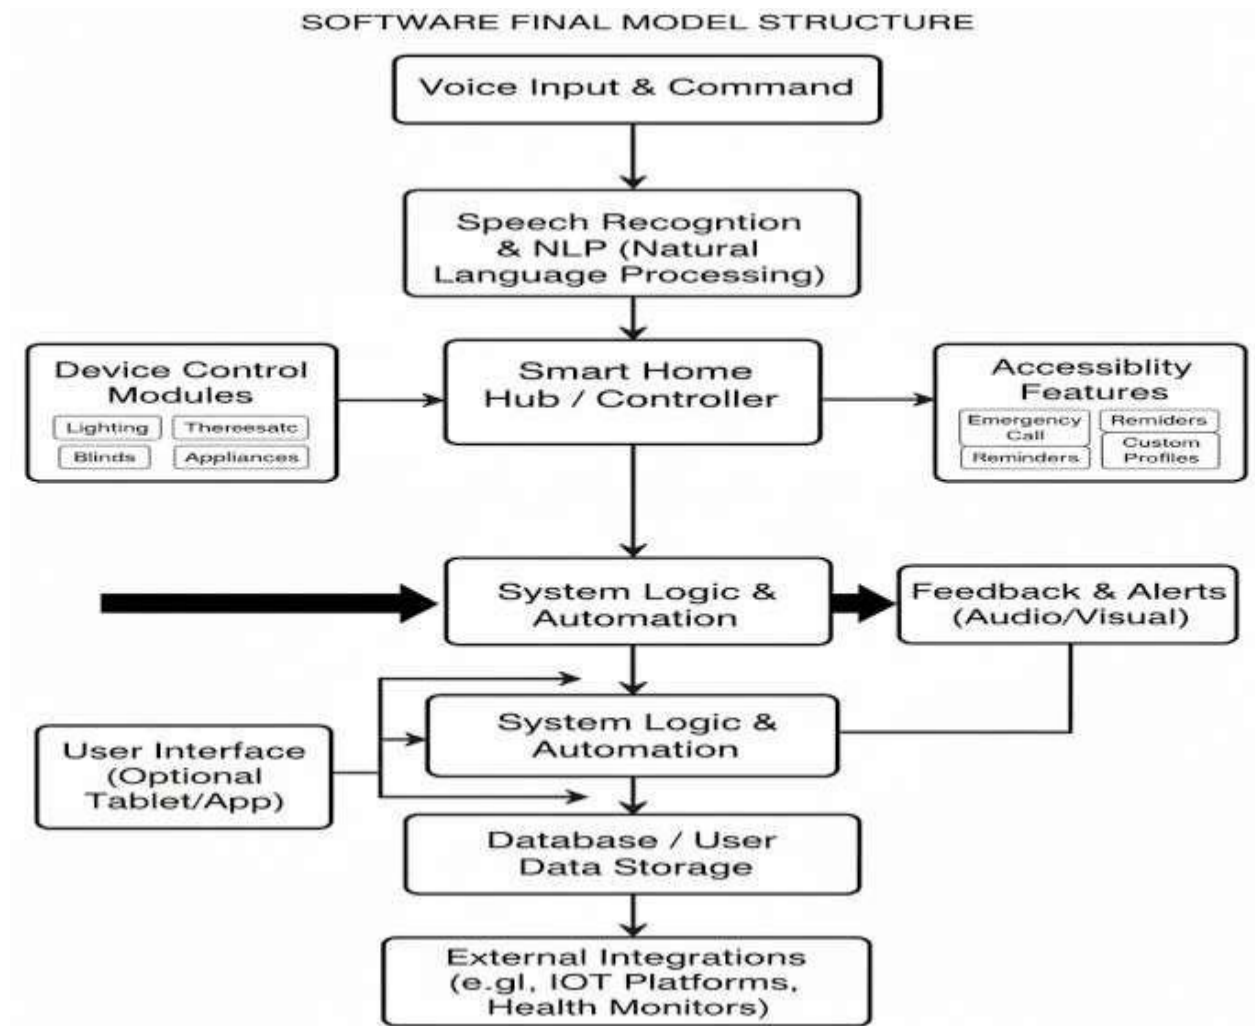 SOFTWARE FINAL MODEL STRUCTURE
Voice Input & Command
Speech Recogntion
& NLP (Natural
Language Processing)
Device Control
Modules
Lighting
Thereesatc
Blinds
Appliances
Smart Home
Hub / Controller
Accessiblity
Features
Emergency
Call
Remiders
Reminders
Custom
Profiles
System Logic &
Automation
Feedback & Alerts
(Audio/Visual)
System Logic &
Automation
User Interface
(Optional
Tablet/App)
Database / User
Data Storage
External Integrations
(e.gl, IOT Platforms,
Health Monitors)